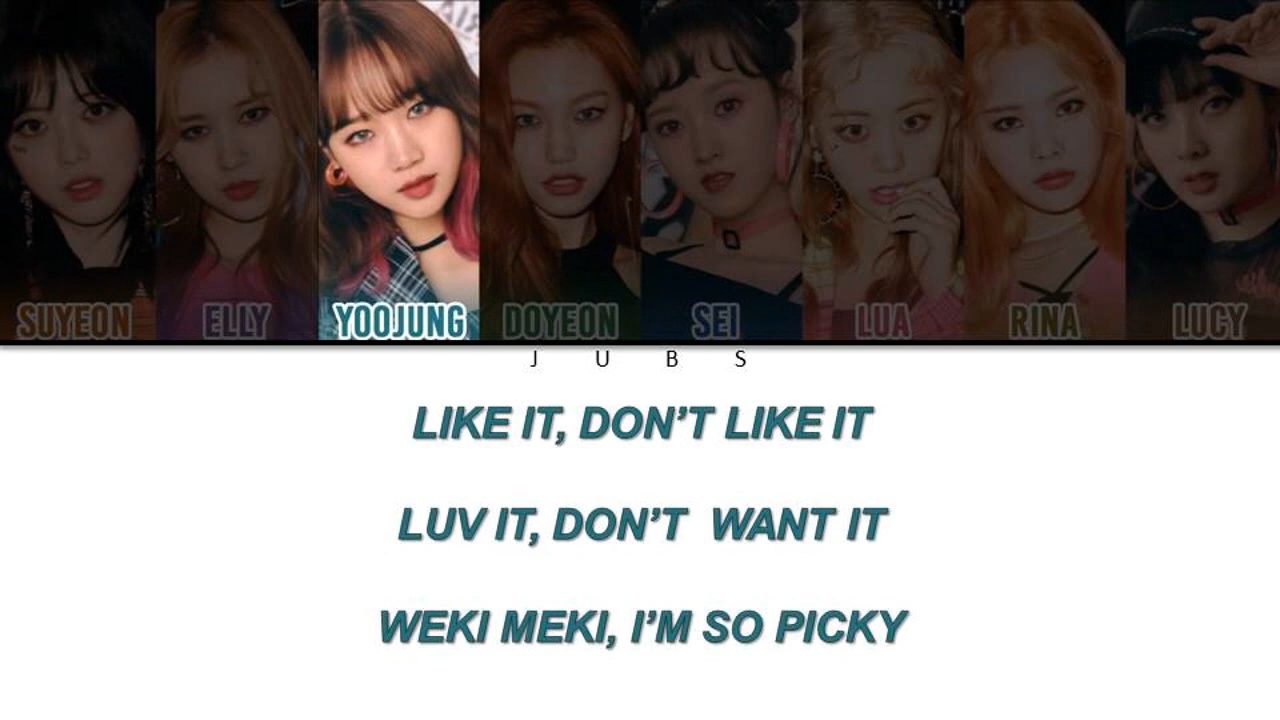 SUYEON ELLY YOOJUNG DOYEON SEI LUA RINA LUCY
J U B S
LIKE IT, DON'T LIKE IT
LUV IT, DON'T WANT IT
WEKI MEKI, I'M SO PICKY